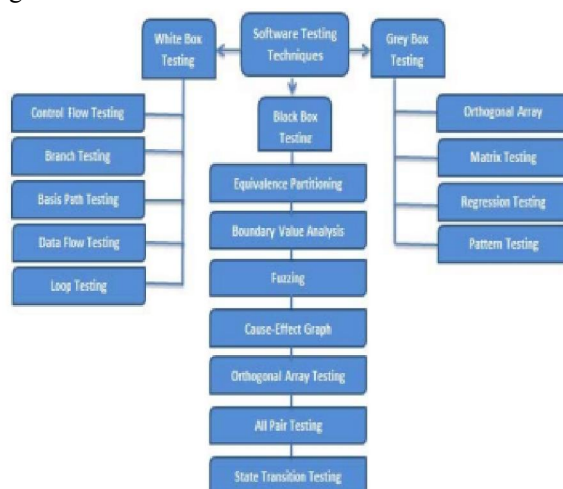 Software Testing
Techniques
White Box
Testing
Control Flow Testing
Branch Testing
Basis Path Testing
Data Flow Testing
Loop Testing
Black Box
Testing
Equivalence Partitioning
Boundary Value Analysis
Fuzzing
Cause-Effect Graph
Orthogonal Array Testing
All Pair Testing
State Transition Testing
Grey Box
Testing
Orthogonal Array
Matrix Testing
Regression Testing
Pattern Testing